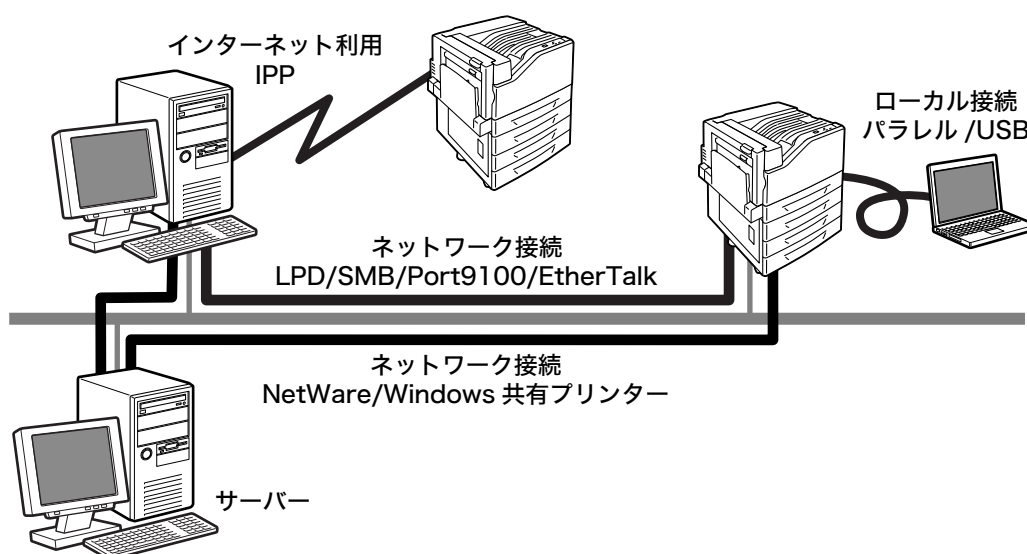 インターネット利用
IPP
ローカル接続
パラレル /USB
ネットワーク接続
LPD/SMB/Port9100/EtherTalk
ネットワーク接続
NetWare/Windows 共有プリンター
サーバー